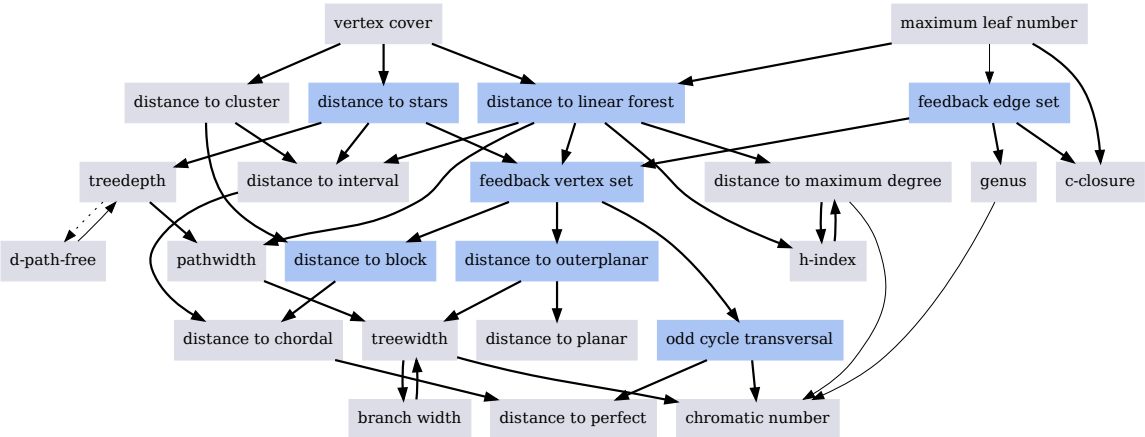 vertex cover
maximum leaf number
distance to cluster
distance to stars
distance to linear forest
feedback edge set
treedepth
distance to interval
feedback vertex set
distance to maximum degree
genus
c-closure
d-path-free
pathwidth
distance to block
distance to outerplanar
h-index
distance to chordal
treewidth
distance to planar
odd cycle transversal
branch width
distance to perfect
chromatic number